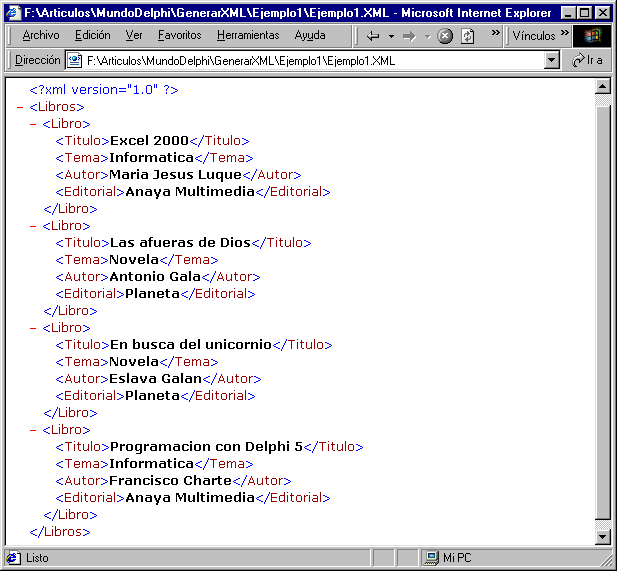 F:\Articulos\MundoDelphi\GenerarXML\Ejemplo1\Ejemplo1.XML - Microsoft Internet Explorer
Archivo Edición Ver Favoritos Herramientas Ayuda » Vínculos »
Dirección F:\Articulos\MundoDelphi\GenerarXML\Ejemplo1\Ejemplo1.XML Ir a
<?xml version="1.0" ?>
- <Libros>
- <Libro>
<Titulo>Excel 2000</Titulo>
<Tema>Informatica</Tema>
<Autor>Maria Jesus Luque</Autor>
<Editorial>Anaya Multimedia</Editorial>
</Libro>
- <Libro>
<Titulo>Las afueras de Dios</Titulo>
<Tema>Novela</Tema>
<Autor>Antonio Gala</Autor>
<Editorial>Planeta</Editorial>
</Libro>
- <Libro>
<Titulo>En busca del unicornio</Titulo>
<Tema>Novela</Tema>
<Autor>Eslava Galan</Autor>
<Editorial>Planeta</Editorial>
</Libro>
- <Libro>
<Titulo>Programacion con Delphi 5</Titulo>
<Tema>Informatica</Tema>
<Autor>Francisco Charte</Autor>
<Editorial>Anaya Multimedia</Editorial>
</Libro>
</Libros>
Listo Mi PC